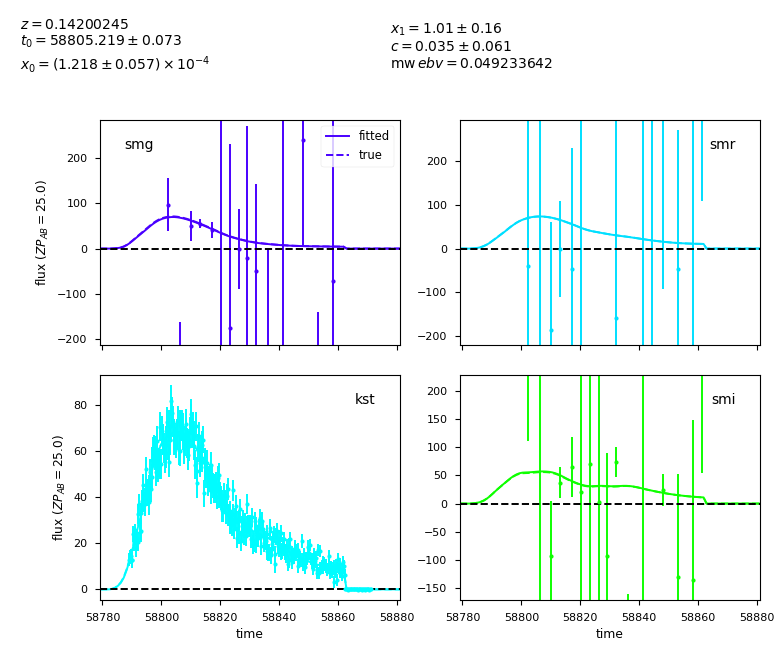 z = 0.14200245
t₀ = 58805.219 ± 0.073
x₀ = (1.218 ± 0.057) × 10⁻⁴
x₁ = 1.01 ± 0.16
c = 0.035 ± 0.061
mw ebv = 0.049233642
smg
fitted
true
flux (ZP_AB = 25.0)
200
100
0
−100
−200
smr
200
100
0
−100
−200
kst
flux (ZP_AB = 25.0)
80
60
40
20
0
58780 58800 58820 58840 58860 58880
time
smi
200
150
100
50
0
−50
−100
−150
58780 58800 58820 58840 58860 58880
time